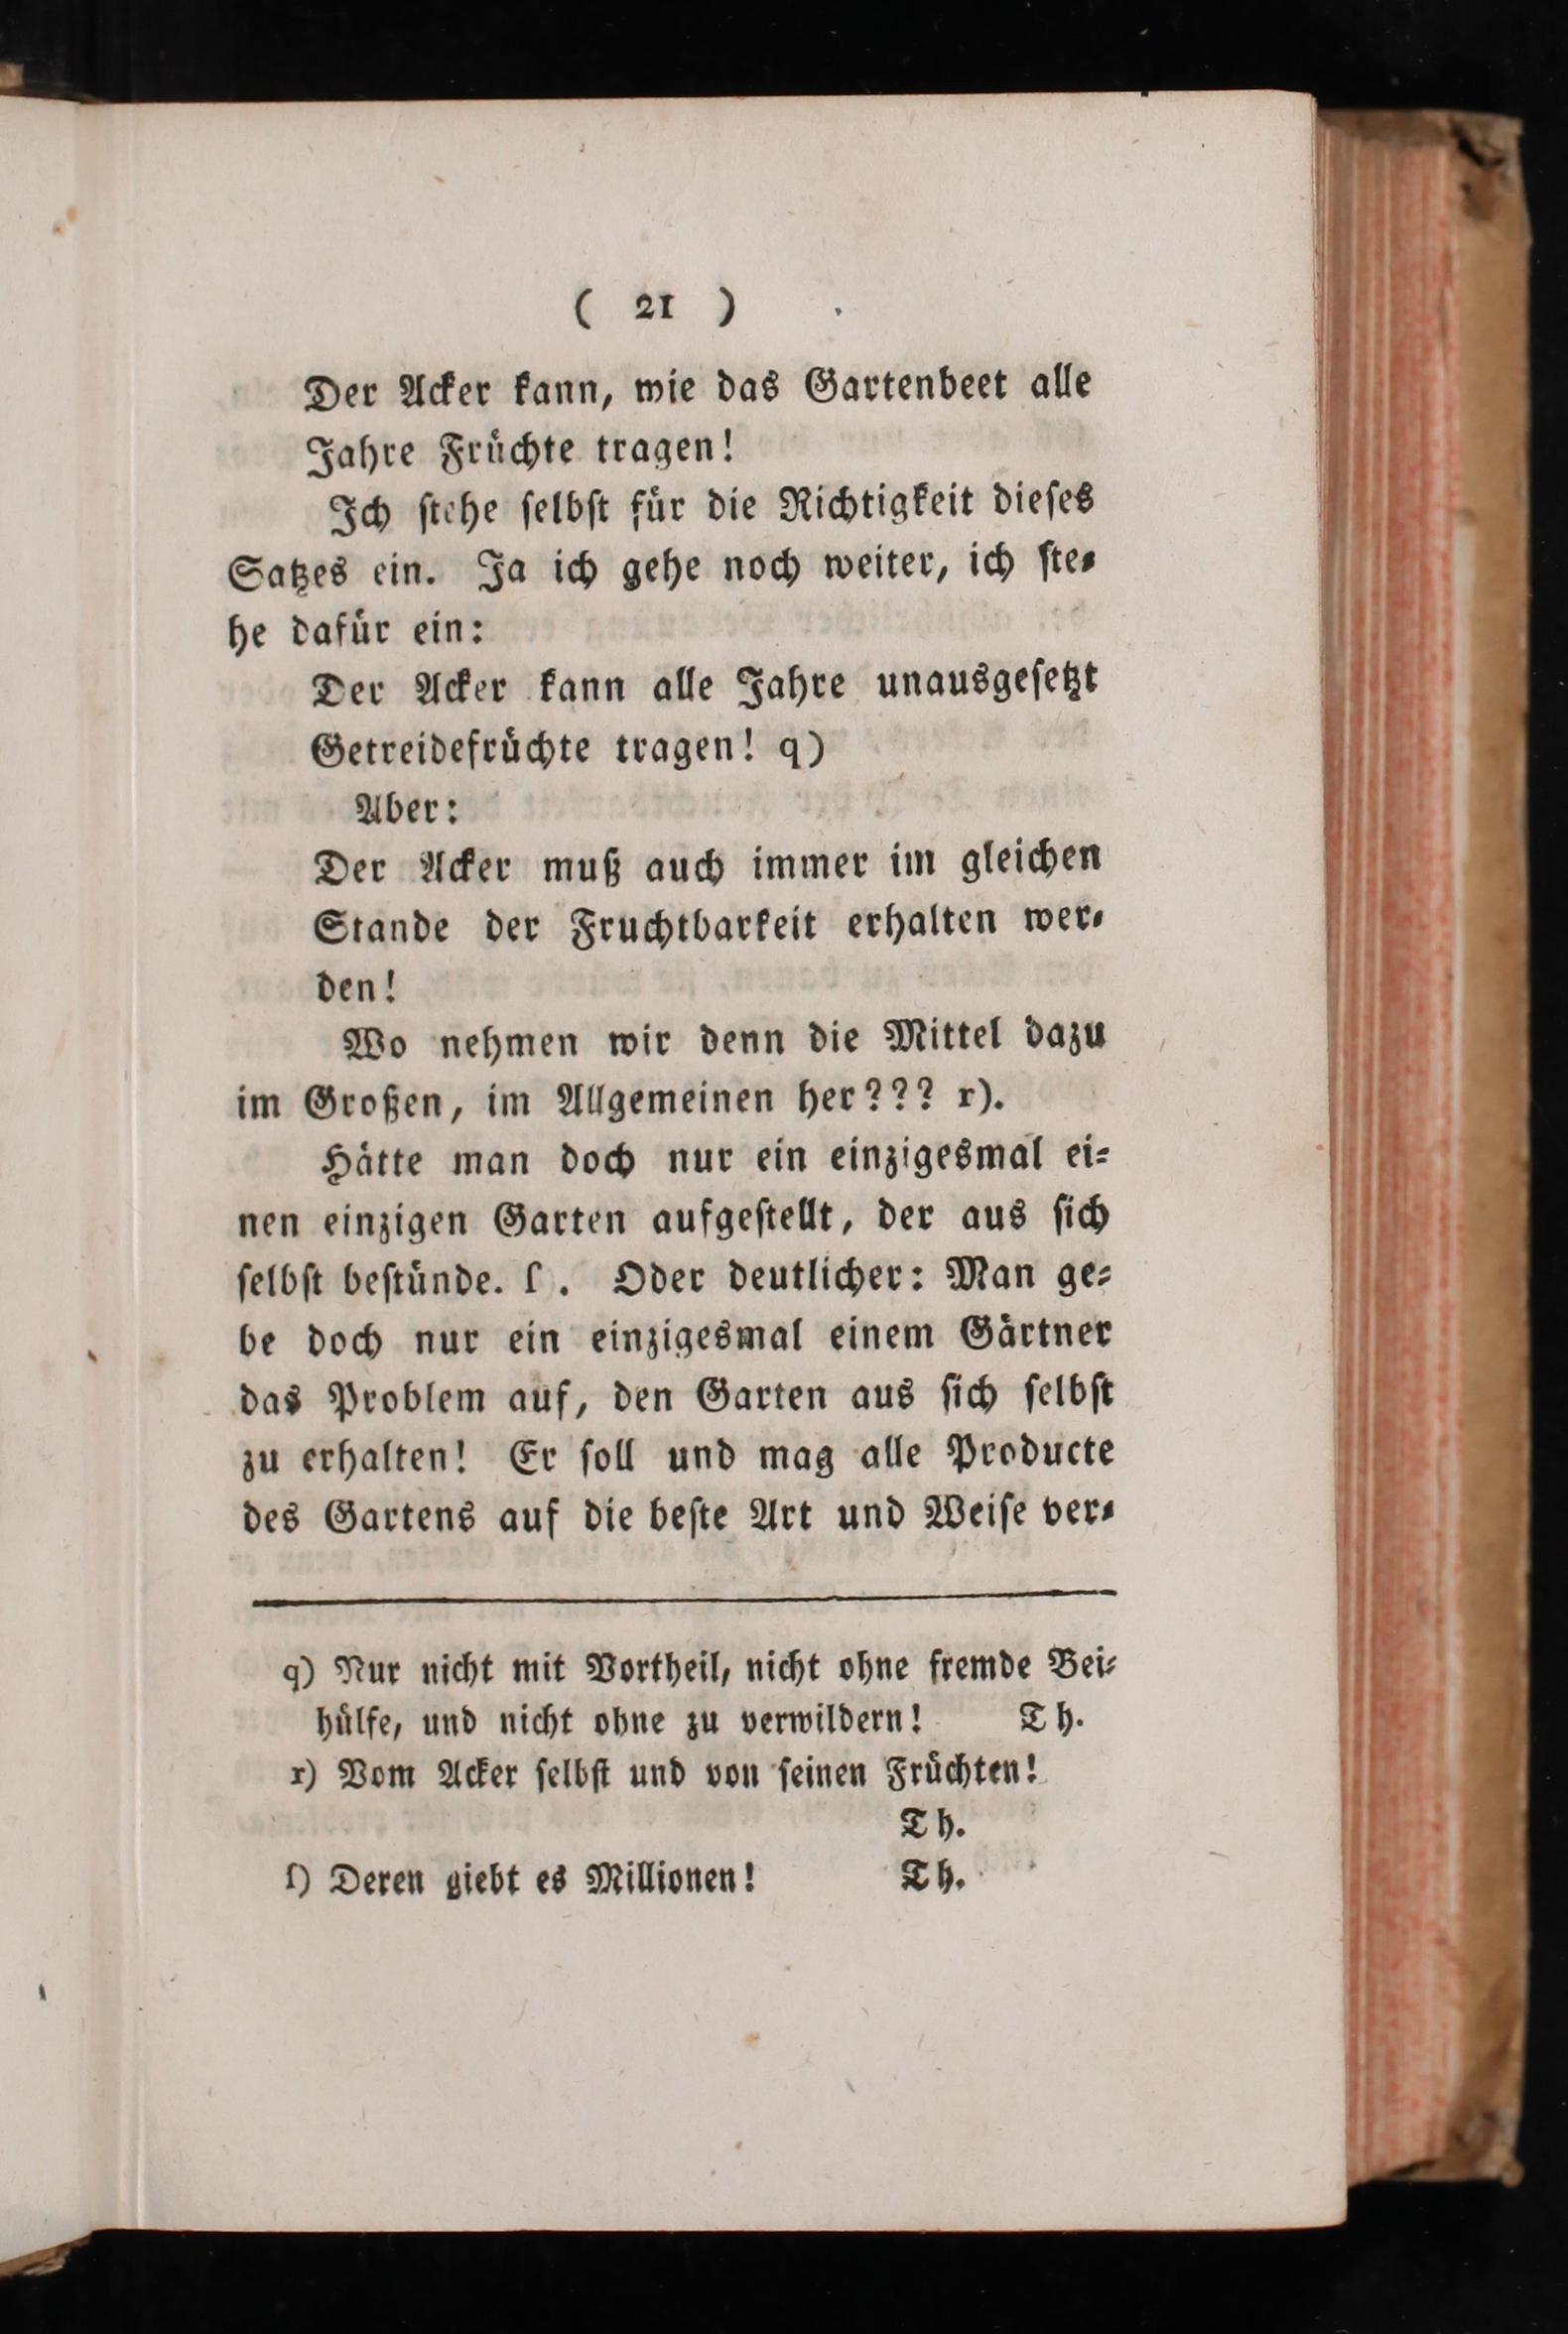 ( 21 )
Der Acker kann, wie das Gartenbeet alle
Jahre Früchte tragen!
Ich stehe selbst für die Richtigkeit dieses
Satzes ein. Ja ich gehe noch weiter, ich ste-
he dafür ein:
Der Acker kann alle Jahre unausgesetzt
Getreidefrüchte tragen! q)
Aber:
Der Acker muß auch immer im gleichen
Stande der Fruchtbarkeit erhalten wer-
den!
Wo nehmen wir denn die Mittel dazu
im Großen, im Allgemeinen her??? r).
Hätte man doch nur ein einzigesmal ei-
nen einzigen Garten aufgestellt, der aus sich
selbst bestünde. ſ . Oder deutlicher: Man ge-
be doch nur ein einzigesmal einem Gärtner
das Problem auf, den Garten aus sich selbst
zu erhalten! Er soll und mag alle Producte
des Gartens auf die beste Art und Weise ver-
q) Nur nicht mit Vortheil, nicht ohne fremde Bei-
hülfe, und nicht ohne zu verwildern! Th.
r) Vom Acker selbst und von seinen Früchten!
Th.
ſ) Deren giebt es Millionen! Th.